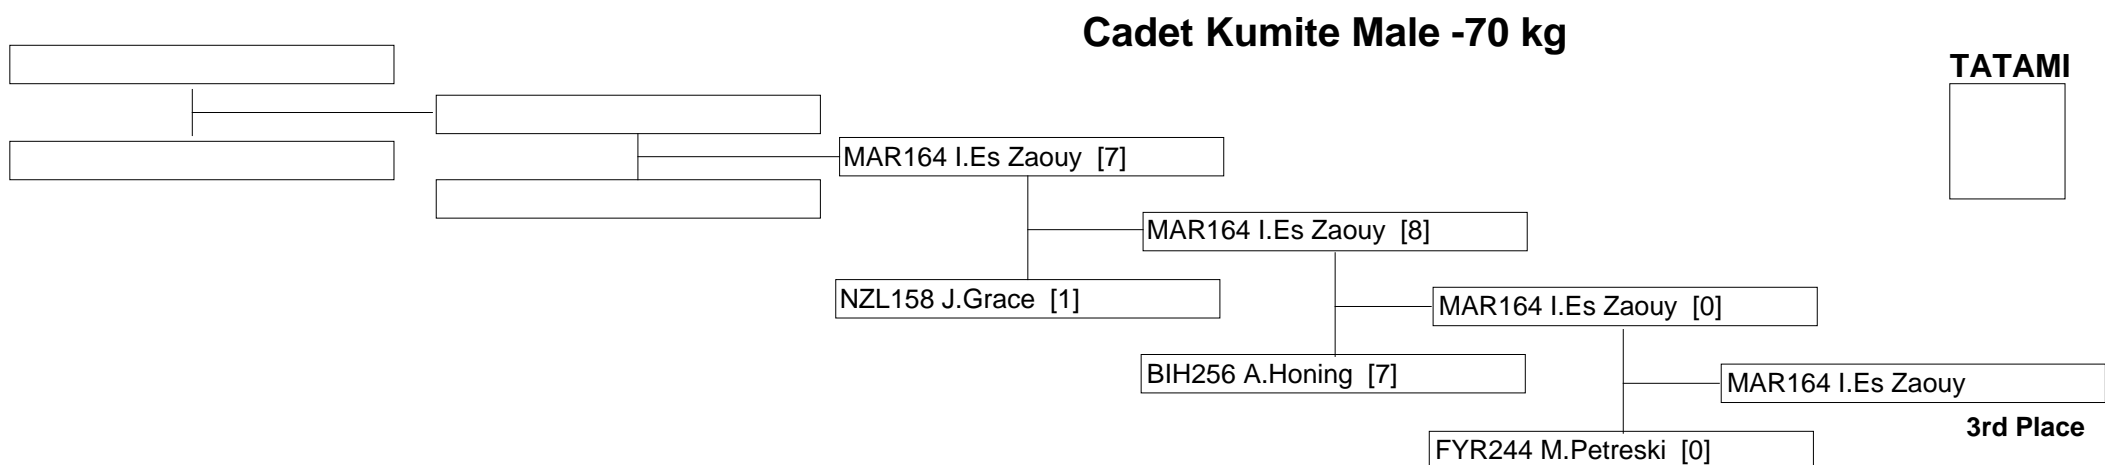 Cadet Kumite Male -70 kg
TATAMI
MAR164 I.Es Zaouy [7]
MAR164 I.Es Zaouy [8]
NZL158 J.Grace [1]
MAR164 I.Es Zaouy [0]
BIH256 A.Honing [7]
MAR164 I.Es Zaouy
3rd Place
FYR244 M.Petreski [0]